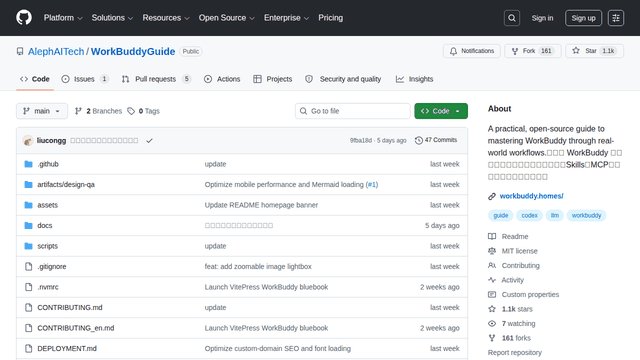 Platform Solutions Resources Open Source Enterprise Pricing Sign in Sign up
AlephAITech / WorkBuddyGuide Public Notifications Fork 161 Star 1.1k
Code Issues 1 Pull requests 5 Actions Projects Security and quality Insights
main 2 Branches 0 Tags Go to file Code
liucongg 9fba18d · 5 days ago 47 Commits
.github update last week
artifacts/design-qa Optimize mobile performance and Mermaid loading (#1) last week
assets Update README homepage banner last week
docs 5 days ago
scripts update last week
.gitignore feat: add zoomable image lightbox last week
.nvmrc Launch VitePress WorkBuddy bluebook 2 weeks ago
CONTRIBUTING.md update last week
CONTRIBUTING_en.md Launch VitePress WorkBuddy bluebook 2 weeks ago
DEPLOYMENT.md Optimize custom-domain SEO and font loading last week
About
A practical, open-source guide to
mastering WorkBuddy through real-
world workflows. WorkBuddy
Skills MCP
workbuddy.homes/
guide codex llm workbuddy
Readme
MIT license
Contributing
Activity
Custom properties
1.1k stars
7 watching
161 forks
Report repository